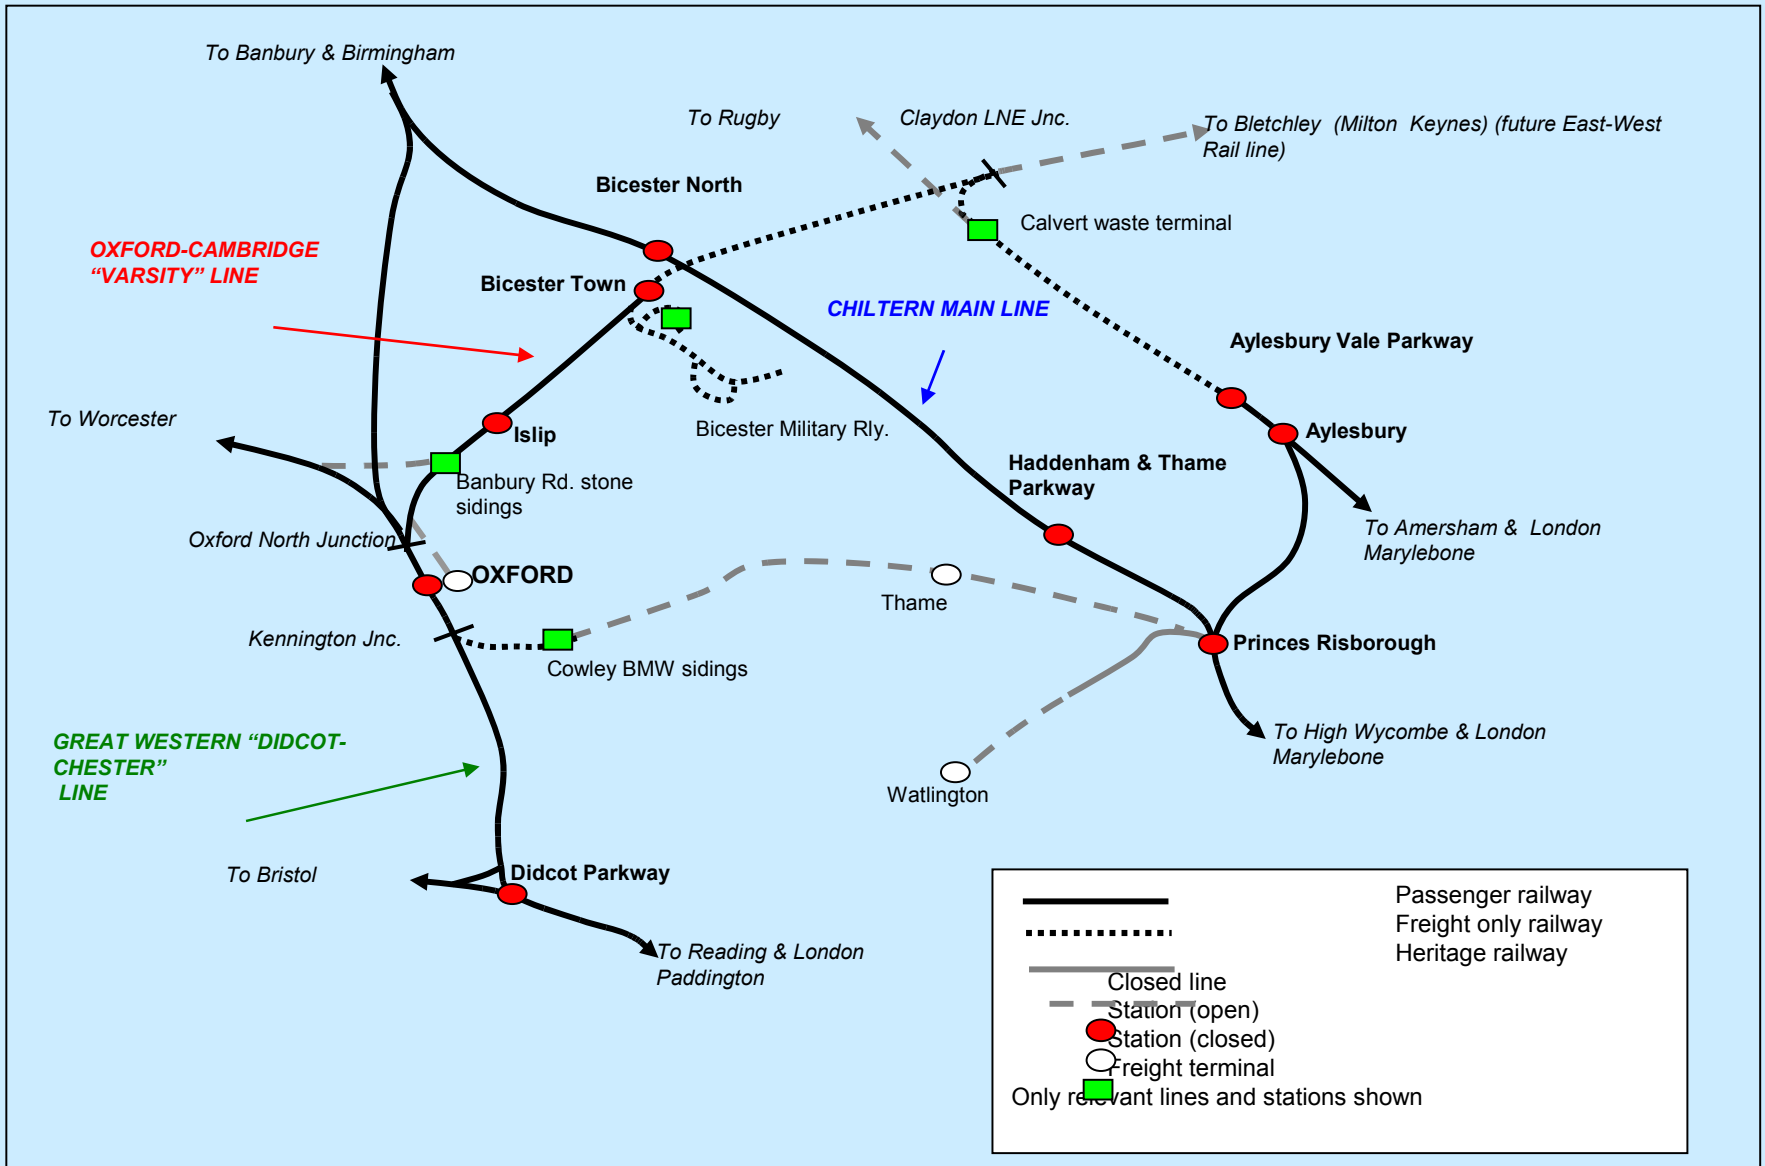 To Banbury & Birmingham
To Rugby
Claydon LNE Jnc.
To Bletchley (Milton Keynes) (future East-West
Rail line)
Bicester North
Calvert waste terminal
OXFORD-CAMBRIDGE
“VARSITY” LINE
Bicester Town
CHILTERN MAIN LINE
Aylesbury Vale Parkway
To Worcester
Islip
Bicester Military Rly.
Aylesbury
Haddenham & Thame
Parkway
Banbury Rd. stone
sidings
To Amersham & London
Marylebone
Oxford North Junction
OXFORD
Thame
Kennington Jnc.
Cowley BMW sidings
Princes Risborough
GREAT WESTERN “DIDCOT-
CHESTER”
LINE
To High Wycombe & London
Marylebone
Watlington
To Bristol
Didcot Parkway
To Reading & London
Paddington
Passenger railway
Freight only railway
Heritage railway
Closed line
Station (open)
Station (closed)
Freight terminal
Only relevant lines and stations shown